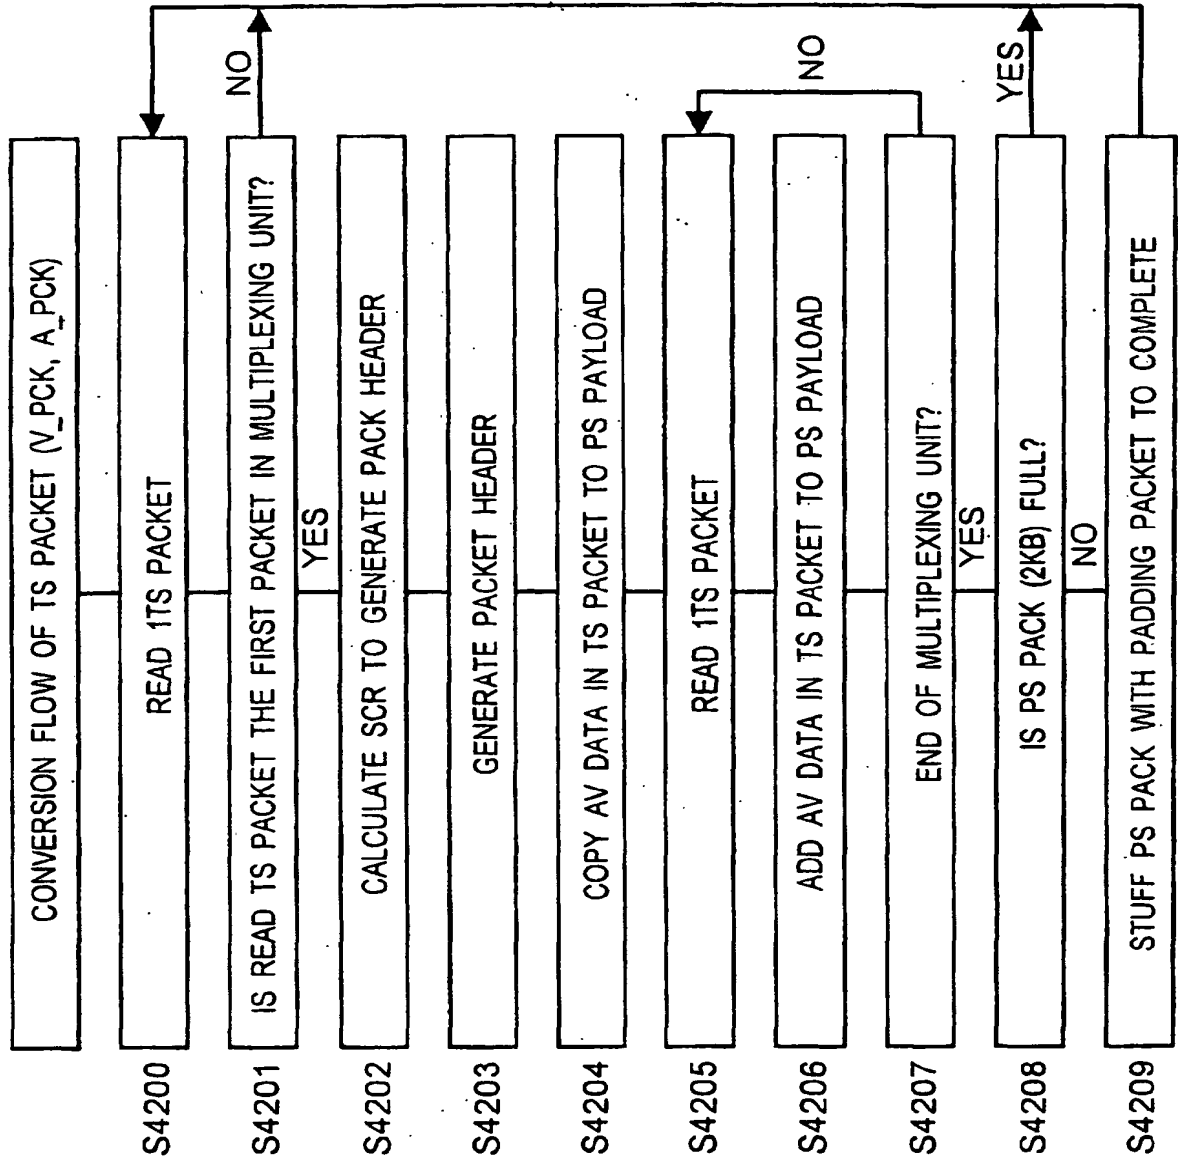 CONVERSION FLOW OF TS PACKET (V_PCK, A_PCK)
S4200
READ 1TS PACKET
S4201
IS READ TS PACKET THE FIRST PACKET IN MULTIPLEXING UNIT?
NO
YES
S4202
CALCULATE SCR TO GENERATE PACK HEADER
S4203
GENERATE PACKET HEADER
S4204
COPY AV DATA IN TS PACKET TO PS PAYLOAD
S4205
READ 1TS PACKET
S4206
ADD AV DATA IN TS PACKET TO PS PAYLOAD
NO
S4207
END OF MULTIPLEXING UNIT?
YES
S4208
IS PS PACK (2KB) FULL?
YES
NO
S4209
STUFF PS PACK WITH PADDING PACKET TO COMPLETE